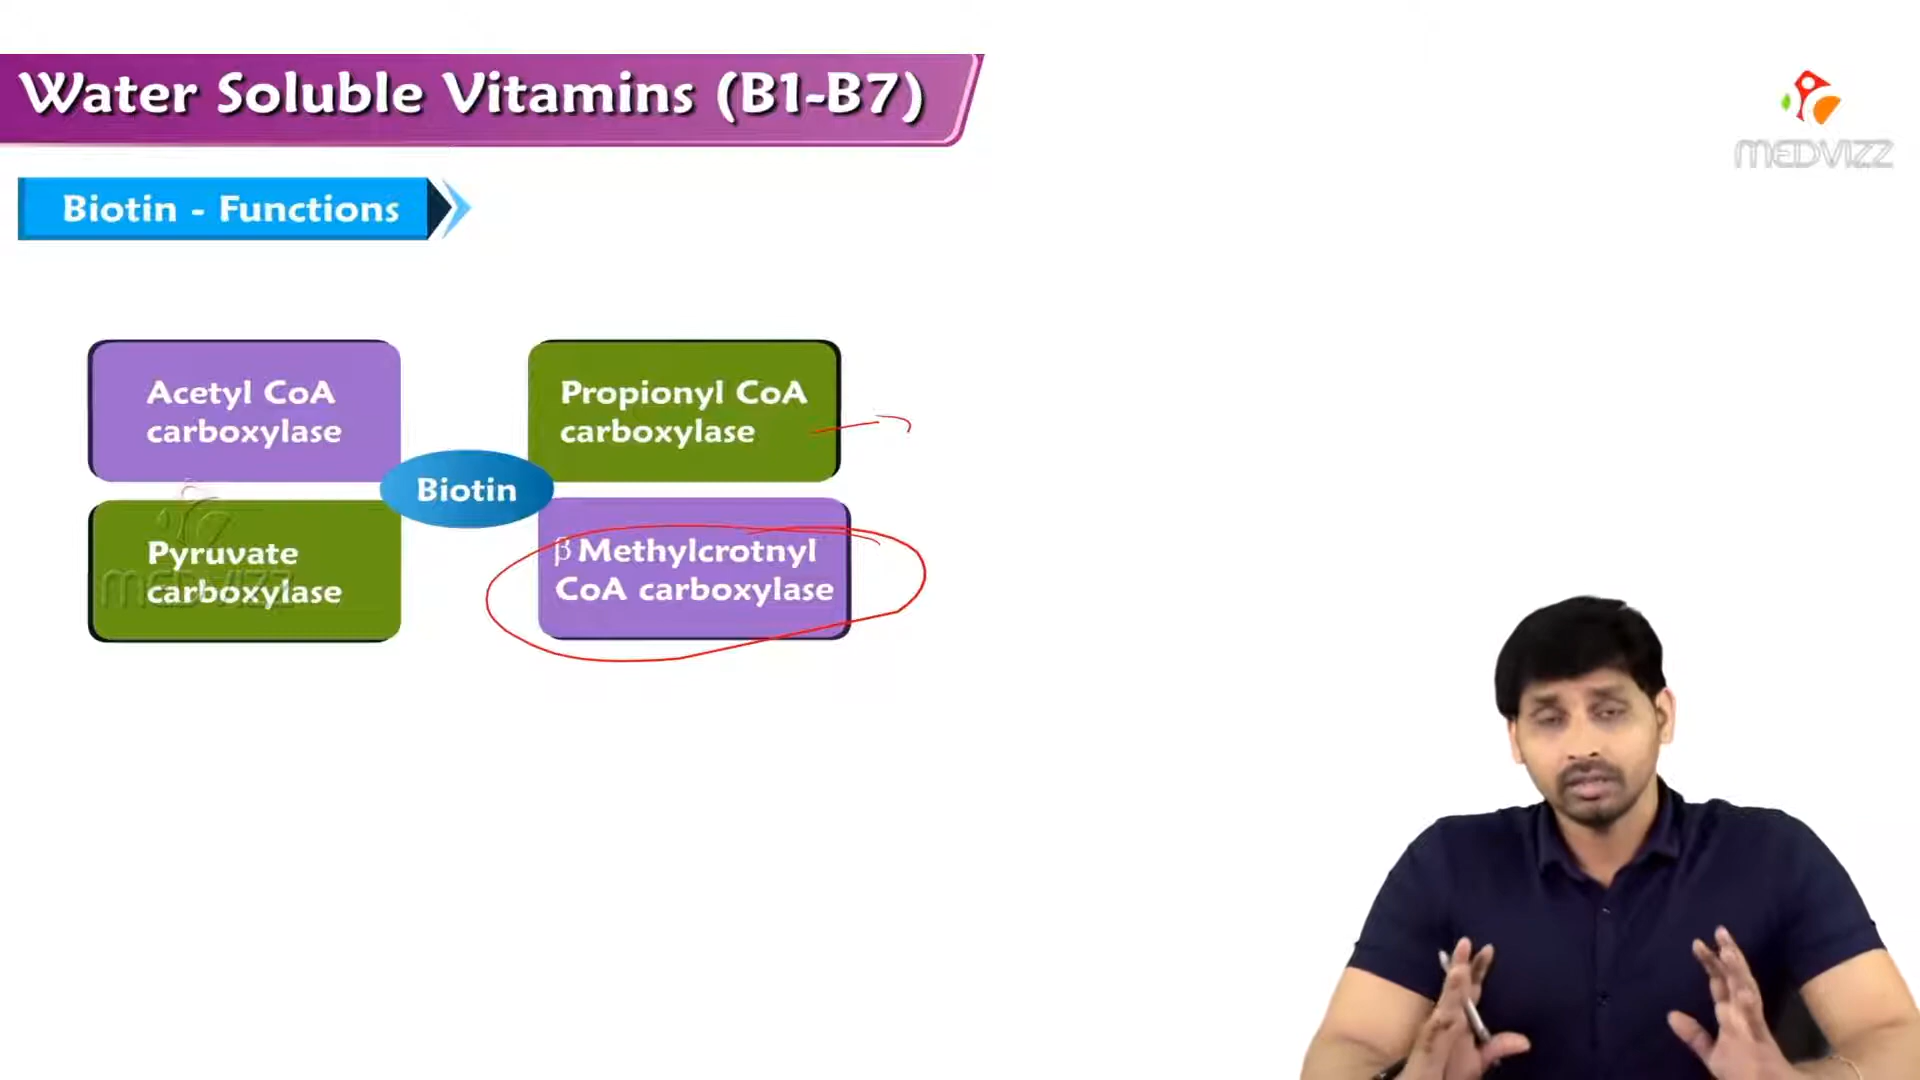 Water Soluble Vitamins (B1-B7)
MEDVIZZ
Biotin - Functions
Acetyl CoA
carboxylase
Propionyl CoA
carboxylase
Biotin
Pyruvate
carboxylase
β Methylcrotnyl
CoA carboxylase
MEDVIZZ